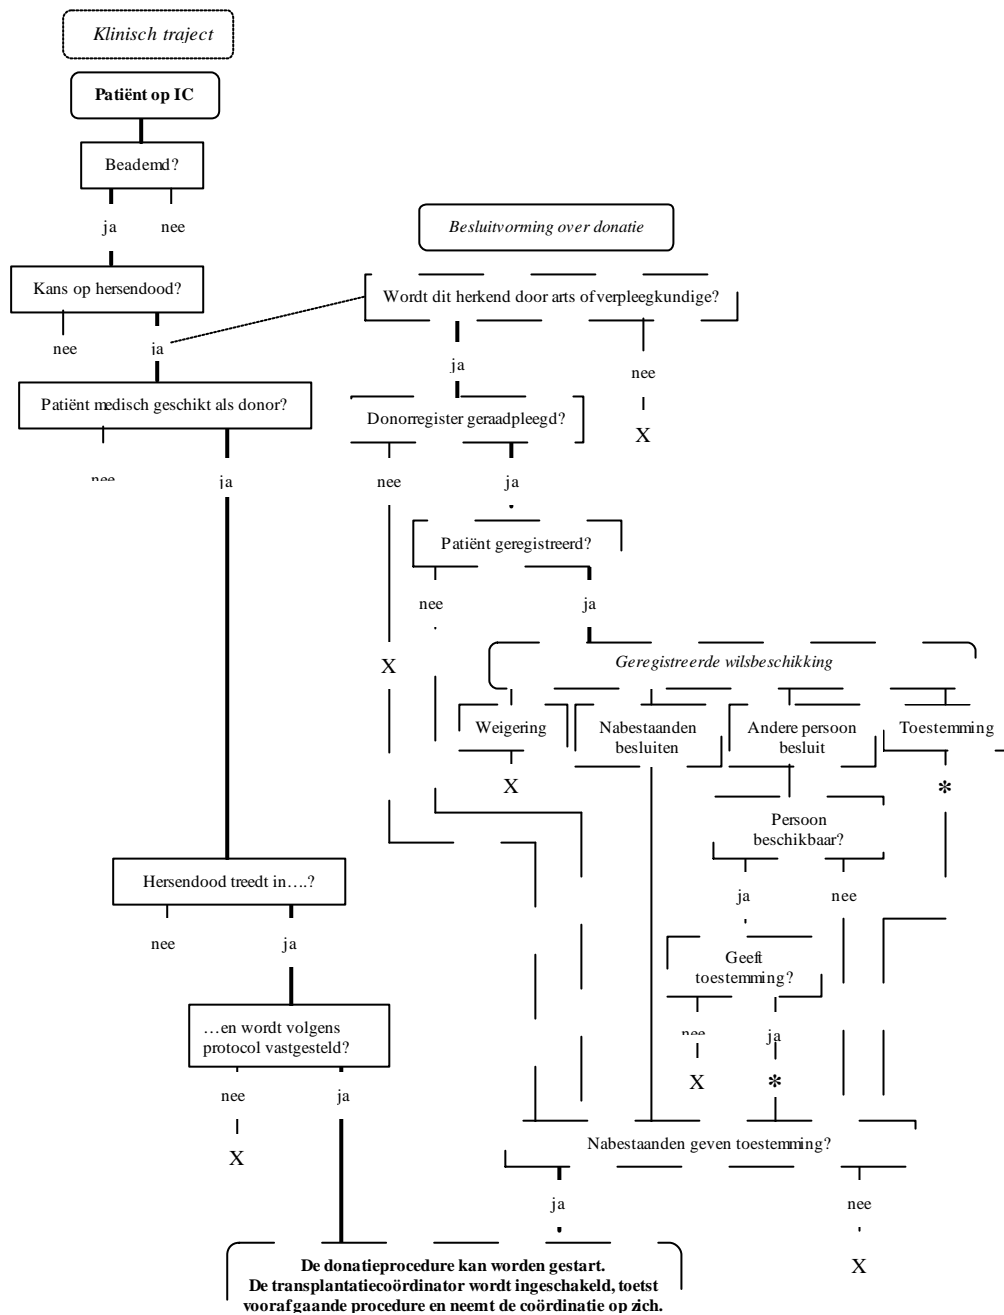 Klinisch traject
Patiënt op IC
Beademd?
ja
nee
Besluitvorming over donatie
Kans op hersendood?
Wordt dit herkend door arts of verpleegkundige?
nee
ja
ja
nee
Patiënt medisch geschikt als donor?
Donorregister geraadpleegd?
X
nee
ja
nee
ja
Patiënt geregistreerd?
nee
ja
X
Geregistreerde wilsbeschikking
Weigering
Nabestaanden
besluiten
Andere persoon
besluit
Toestemming
X
*
Persoon
beschikbaar?
Hersendood treedt in….?
ja
nee
nee
ja
Geeft
toestemming?
…en wordt volgens
protocol vastgesteld?
nee
ja
X
*
nee
ja
X
Nabestaanden geven toestemming?
ja
nee
X
De donatieprocedure kan worden gestart.
De transplantatiecoördinator wordt ingeschakeld, toetst
voorafgaande procedure en neemt de coördinatie op zich.